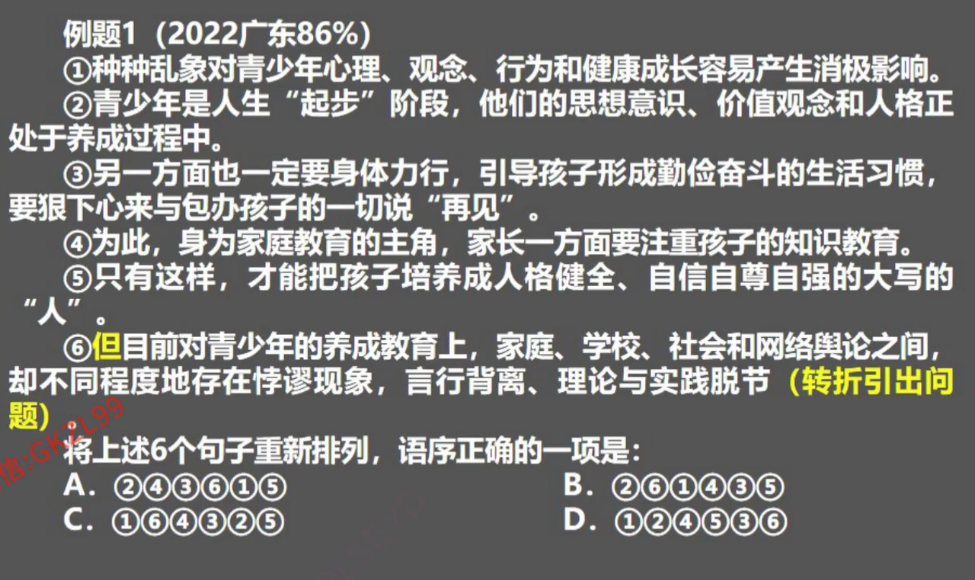 例题1（2022广东86%）
①种种乱象对青少年心理、观念、行为和健康成长容易产生消极影响。
②青少年是人生“起步”阶段，他们的思想意识、价值观念和人格正
处于养成过程中。
③另一方面也一定要身体力行，引导孩子形成勤俭奋斗的生活习惯，
要狠下心来与包办孩子的一切说“再见”。
④为此，身为家庭教育的主角，家长一方面要注重孩子的知识教育。
⑤只有这样，才能把孩子培养成人格健全、自信自尊自强的大写的
“人”。
⑥但目前对青少年的养成教育上，家庭、学校、社会和网络舆论之间，
却不同程度地存在悖谬现象，言行背离、理论与实践脱节（转折引出问
题）。
信:GKZL99
将上述6个句子重新排列，语序正确的一项是：
A．②④③⑥①⑤
B．②⑥①④③⑤
C．①⑥④③②⑤
D．①②④⑤③⑥